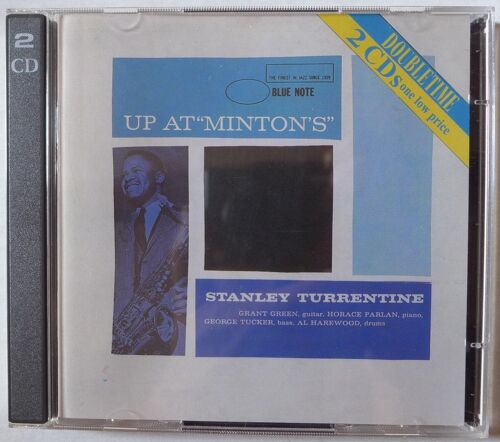 2
CD
DOUBLETIME
2 CDs one low price
THE FINEST IN JAZZ SINCE 1939
BLUE NOTE
UP AT "MINTON'S"
STANLEY TURRENTINE
GRANT GREEN, guitar, HORACE PARLAN, piano,
GEORGE TUCKER, bass, AL HAREWOOD, drums